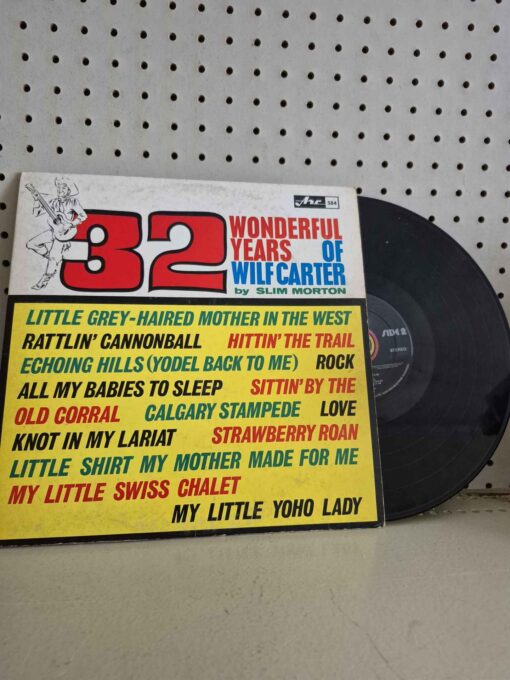 Arc 584
32 WONDERFUL
YEARS OF
WILF CARTER
by SLIM MORTON
LITTLE GREY-HAIRED MOTHER IN THE WEST
RATTLIN' CANNONBALL HITTIN' THE TRAIL
ECHOING HILLS (YODEL BACK TO ME) ROCK
ALL MY BABIES TO SLEEP SITTIN' BY THE
OLD CORRAL CALGARY STAMPEDE LOVE
KNOT IN MY LARIAT STRAWBERRY ROAN
LITTLE SHIRT MY MOTHER MADE FOR ME
MY LITTLE SWISS CHALET
MY LITTLE YOHO LADY
SIDE 2
STEREO